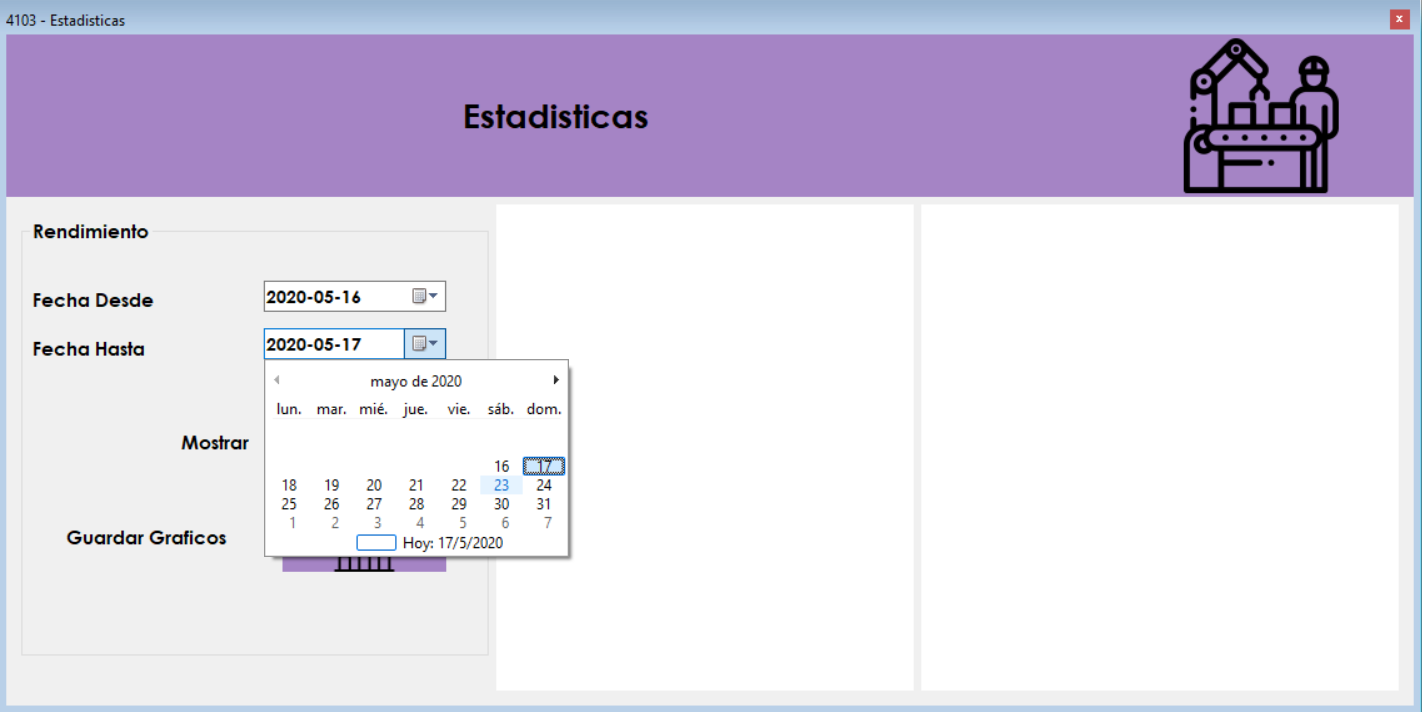 4103 - Estadisticas
Estadisticas
Rendimiento
Fecha Desde 2020-05-16
Fecha Hasta 2020-05-17
mayo de 2020
lun. mar. mié. jue. vie. sáb. dom.
Mostrar
16 17
18 19 20 21 22 23 24
25 26 27 28 29 30 31
1 2 3 4 5 6 7
Guardar Graficos
Hoy: 17/5/2020